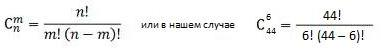 C_n^m = n! / m! (n − m)! или в нашем случае C_44^6 = 44! / 6! (44 − 6)!